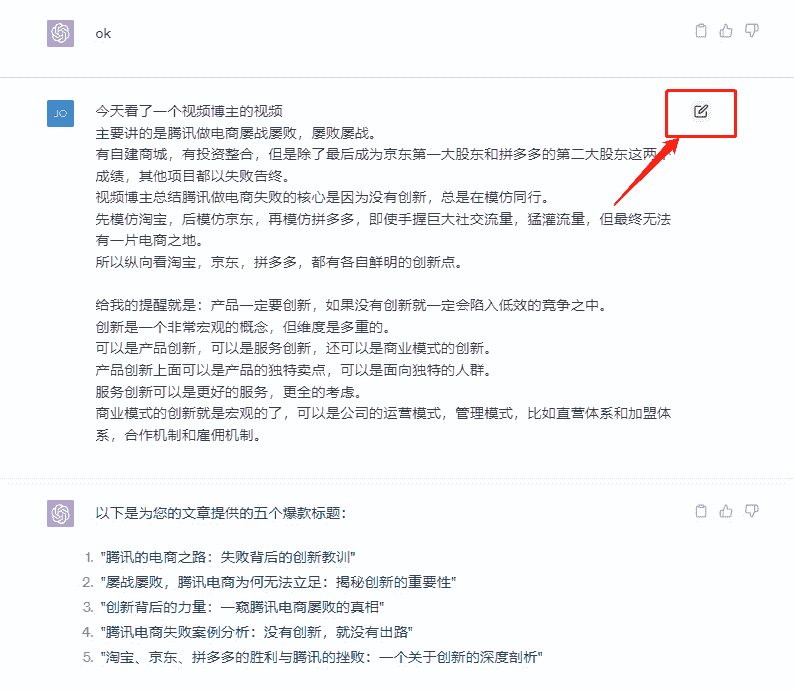 ok
JO
今天看了一个视频博主的视频
主要讲的是腾讯做电商屡战屡败，屡败屡战。
有自建商城，有投资整合，但是除了最后成为京东第一大股东和拼多多的第二大股东这两
成绩，其他项目都以失败告终。
视频博主总结腾讯做电商失败的核心是因为没有创新，总是在模仿同行。
先模仿淘宝，后模仿京东，再模仿拼多多，即使手握巨大社交流量，猛灌流量，但最终无法
有一片电商之地。
所以纵向看淘宝，京东，拼多多，都有各自鲜明的创新点。
给我的提醒就是：产品一定要创新，如果没有创新就一定会陷入低效的竞争之中。
创新是一个非常宏观的概念，但维度是多重的。
可以是产品创新，可以是服务创新，还可以是商业模式的创新。
产品创新上面可以是产品的独特卖点，可以是面向独特的人群。
服务创新可以是更好的服务，更全的考虑。
商业模式的创新就是宏观的了，可以是公司的运营模式，管理模式，比如直营体系和加盟体
系，合作机制和雇佣机制。
以下是为您的文章提供的五个爆款标题：
1. "腾讯的电商之路：失败背后的创新教训"
2. "屡战屡败，腾讯电商为何无法立足：揭秘创新的重要性"
3. "创新背后的力量：一窥腾讯电商屡败的真相"
4. "腾讯电商失败案例分析：没有创新，就没有出路"
5. "淘宝、京东、拼多多的胜利与腾讯的挫败：一个关于创新的深度剖析"